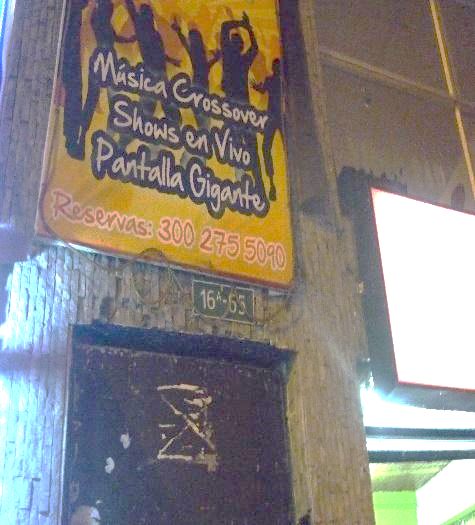 Música Crossover
Shows en Vivo
Pantalla Gigante
Reservas: 300 275 5090
16A-65